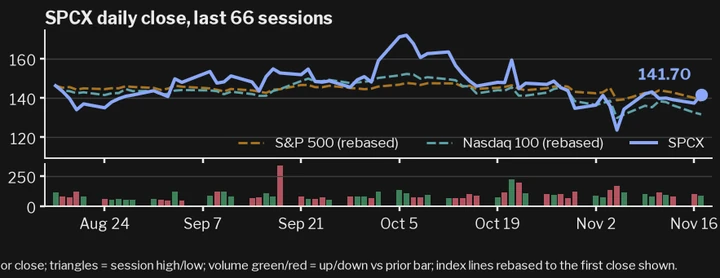 SPCX daily close, last 66 sessions
160
140
120
141.70
S&P 500 (rebased) Nasdaq 100 (rebased) SPCX
250
0
Aug 24 Sep 7 Sep 21 Oct 5 Oct 19 Nov 2 Nov 16
or close; triangles = session high/low; volume green/red = up/down vs prior bar; index lines rebased to the first close shown.